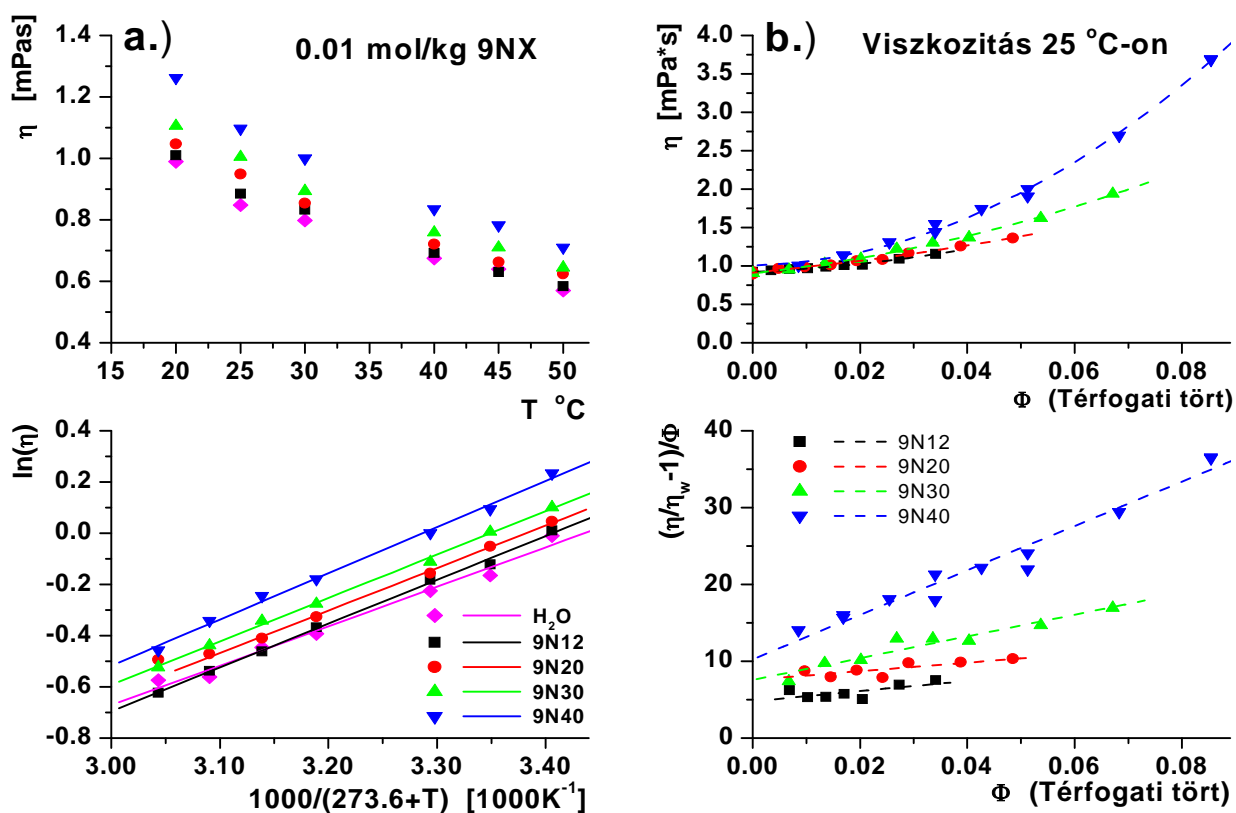 a.)
0.01 mol/kg 9NX
η [mPas]
1.4
1.2
1.0
0.8
0.6
0.4
15 20 25 30 35 40 45 50
T °C
b.)
Viszkozitás 25 °C-on
η [mPa*s]
4.0
3.5
3.0
2.5
2.0
1.5
1.0
0.5
0.0
0.00 0.02 0.04 0.06 0.08
Φ (Térfogati tört)
ln(η)
0.4
0.2
0.0
-0.2
-0.4
-0.6
-0.8
H₂O
9N12
9N20
9N30
9N40
3.00 3.10 3.20 3.30 3.40
1000/(273.6+T) [1000K⁻¹]
(η/η_w-1)/Φ
40
30
20
10
0
9N12
9N20
9N30
9N40
0.00 0.02 0.04 0.06 0.08
Φ (Térfogati tört)